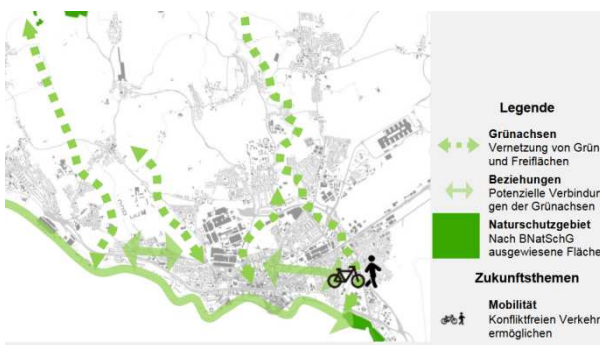 Legende
Grünachsen
Vernetzung von Grün
und Freiflächen
Beziehungen
Potenzielle Verbindun
gen der Grünachsen
Naturschutzgebiet
Nach BNatSchG
ausgewiesene Fläche
Zukunftsthemen
Mobilität
Konfliktfreien Verkehr
ermöglichen